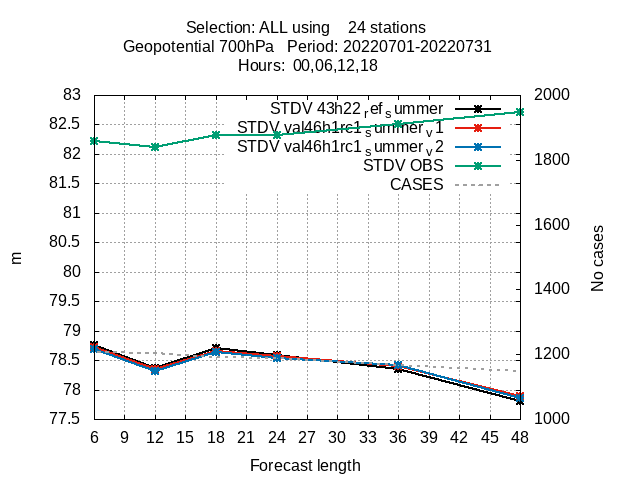 Selection: ALL using 24 stations
Geopotential 700hPa Period: 20220701-20220731
Hours: 00,06,12,18
83
82.5
82
81.5
81
80.5
80
79.5
79
78.5
78
77.5
2000
1800
1600
1400
1200
1000
STDV 43h22refsummer
STDV val46h1rc1summerv1
STDV val46h1rc1summerv2
STDV OBS
CASES
m
No cases
6 9 12 15 18 21 24 27 30 33 36 39 42 45 48
Forecast length